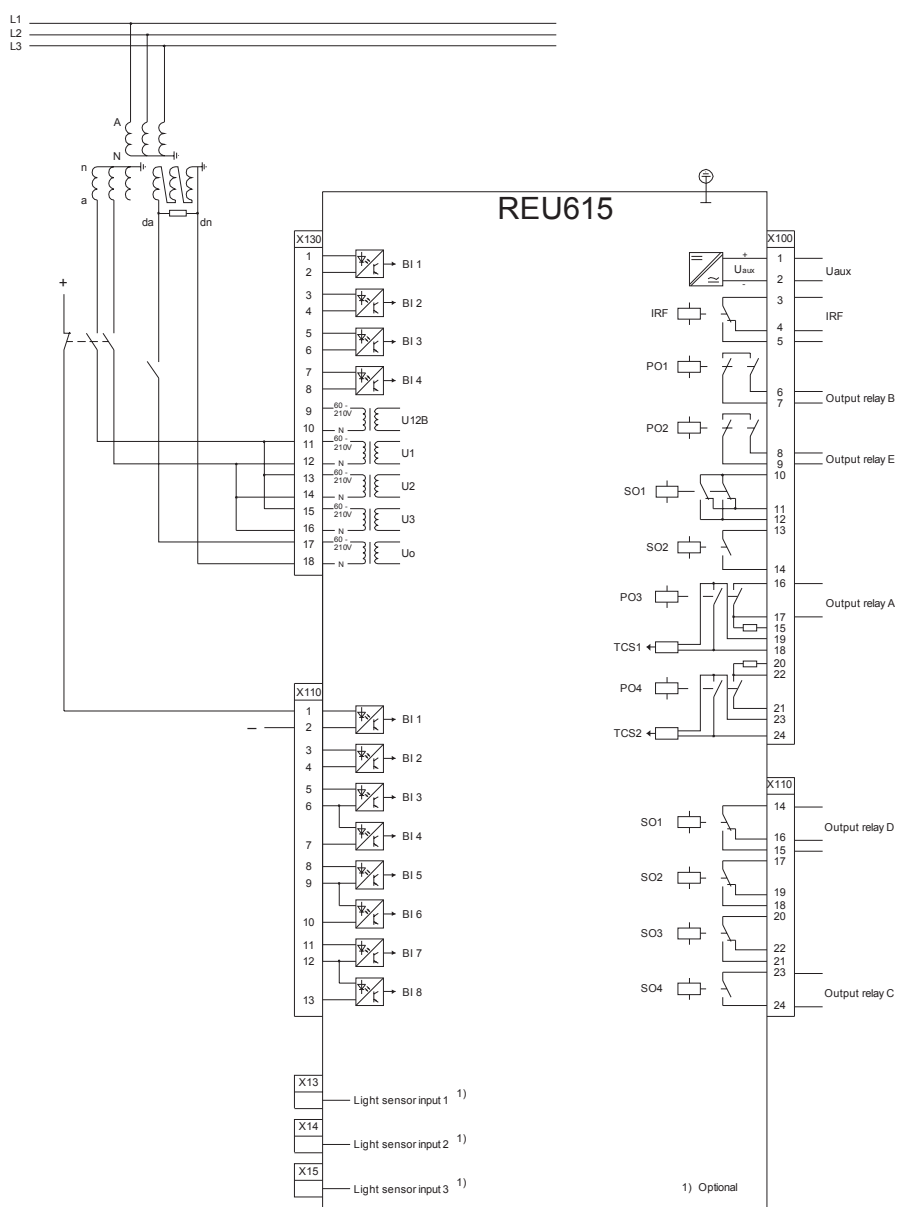 L1
L2
L3
A
N
n
a
da
dn
+
REU615
X130
1
2
BI 1
3
4
BI 2
5
6
BI 3
7
8
BI 4
9
60 -
210V
10
N
U12B
11
60 -
210V
12
N
U1
13
60 -
210V
14
N
U2
15
60 -
210V
16
N
U3
17
60 -
210V
18
N
Uo
X110
1
2
BI 1
–
3
4
BI 2
5
6
BI 3
7
BI 4
8
9
BI 5
10
BI 6
11
12
BI 7
13
BI 8
X13
Light sensor input 1 1)
X14
Light sensor input 2 1)
X15
Light sensor input 3 1)
X100
+
Uaux
-
1
2
Uaux
IRF
3
4
5
IRF
PO1
6
7
Output relay B
PO2
8
9
Output relay E
SO1
10
11
12
SO2
13
14
PO3
16
17
15
19
18
Output relay A
TCS1
PO4
20
22
21
23
24
TCS2
X110
SO1
14
16
15
Output relay D
SO2
17
19
18
SO3
20
22
21
SO4
23
24
Output relay C
1) Optional